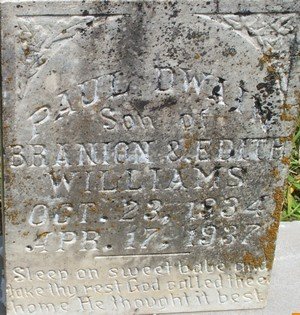 PAUL DWAIN
Son of
BRANION & EDITH
WILLIAMS
OCT. 23, 1934
APR. 17, 1937
Sleep on sweet babe, and
take thy rest God called thee
home He thought it best